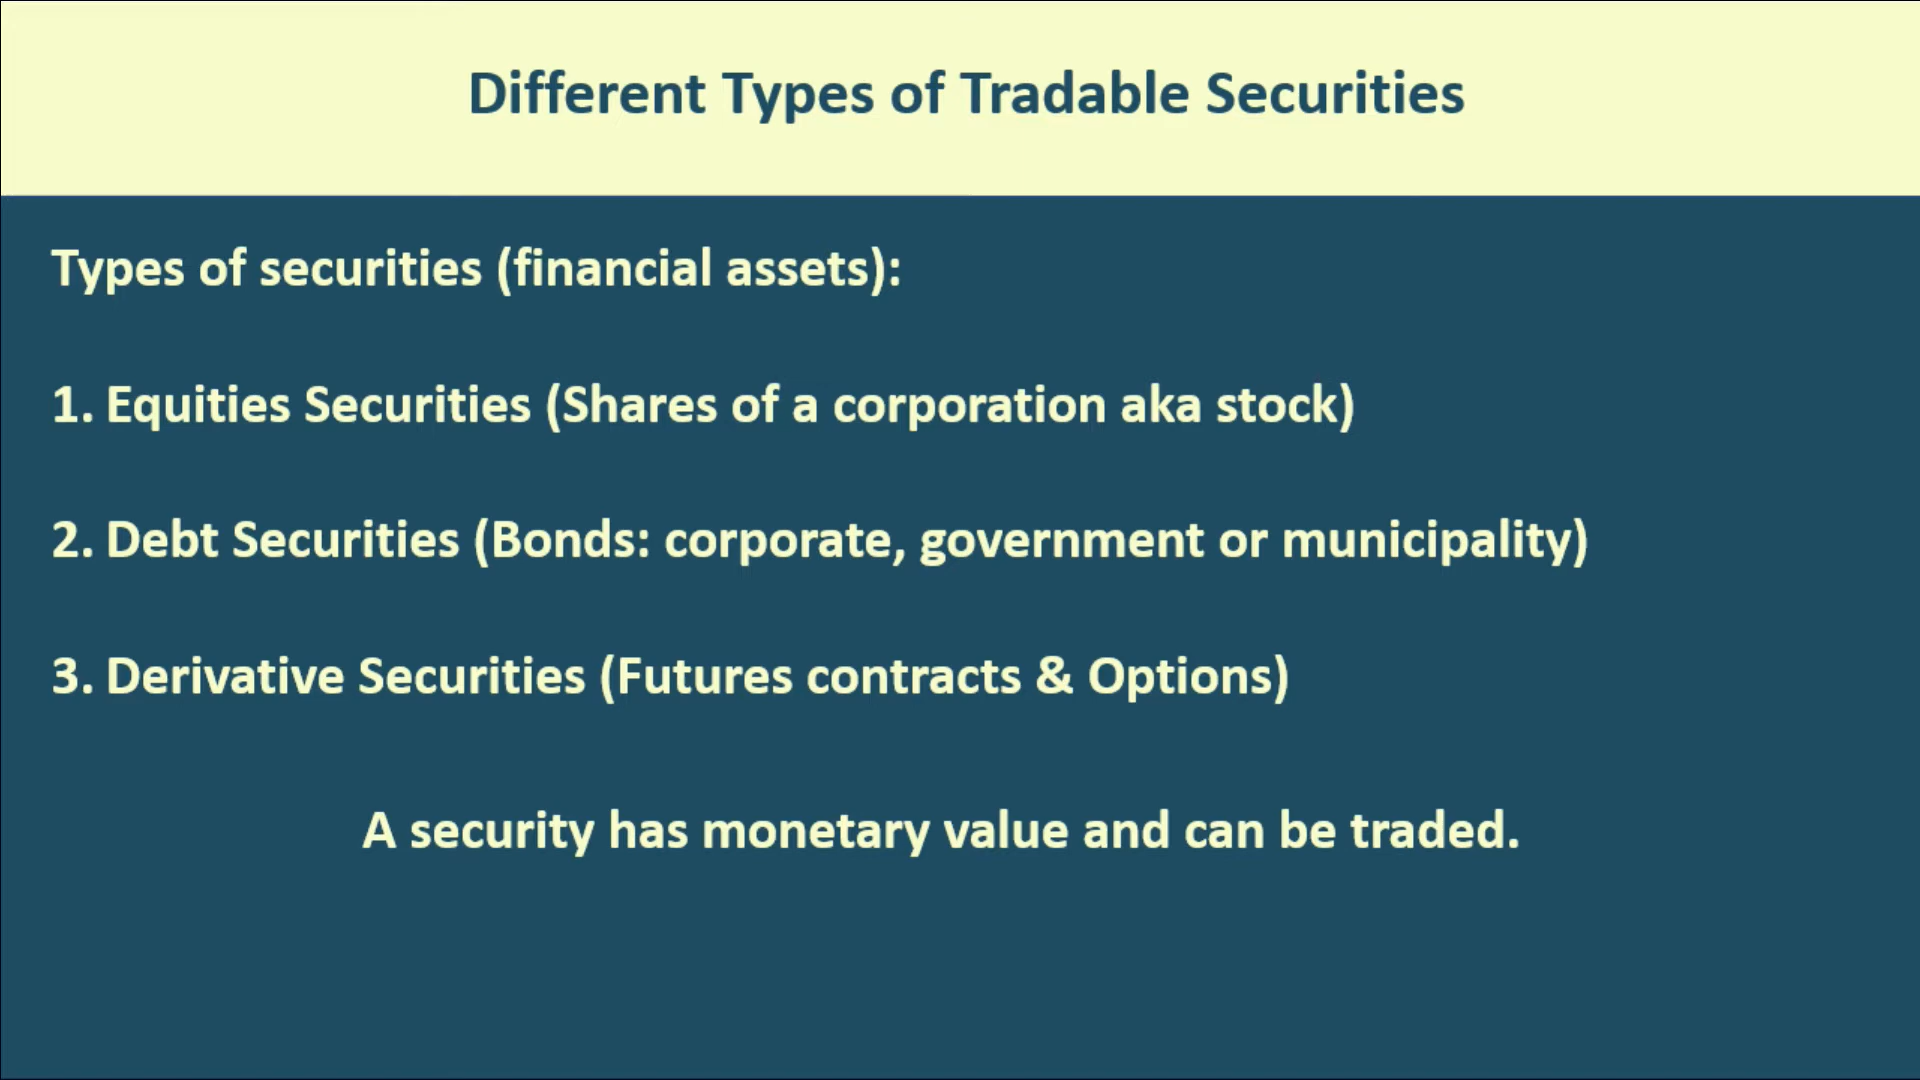 Different Types of Tradable Securities
Types of securities (financial assets):
1. Equities Securities (Shares of a corporation aka stock)
2. Debt Securities (Bonds: corporate, government or municipality)
3. Derivative Securities (Futures contracts & Options)
A security has monetary value and can be traded.